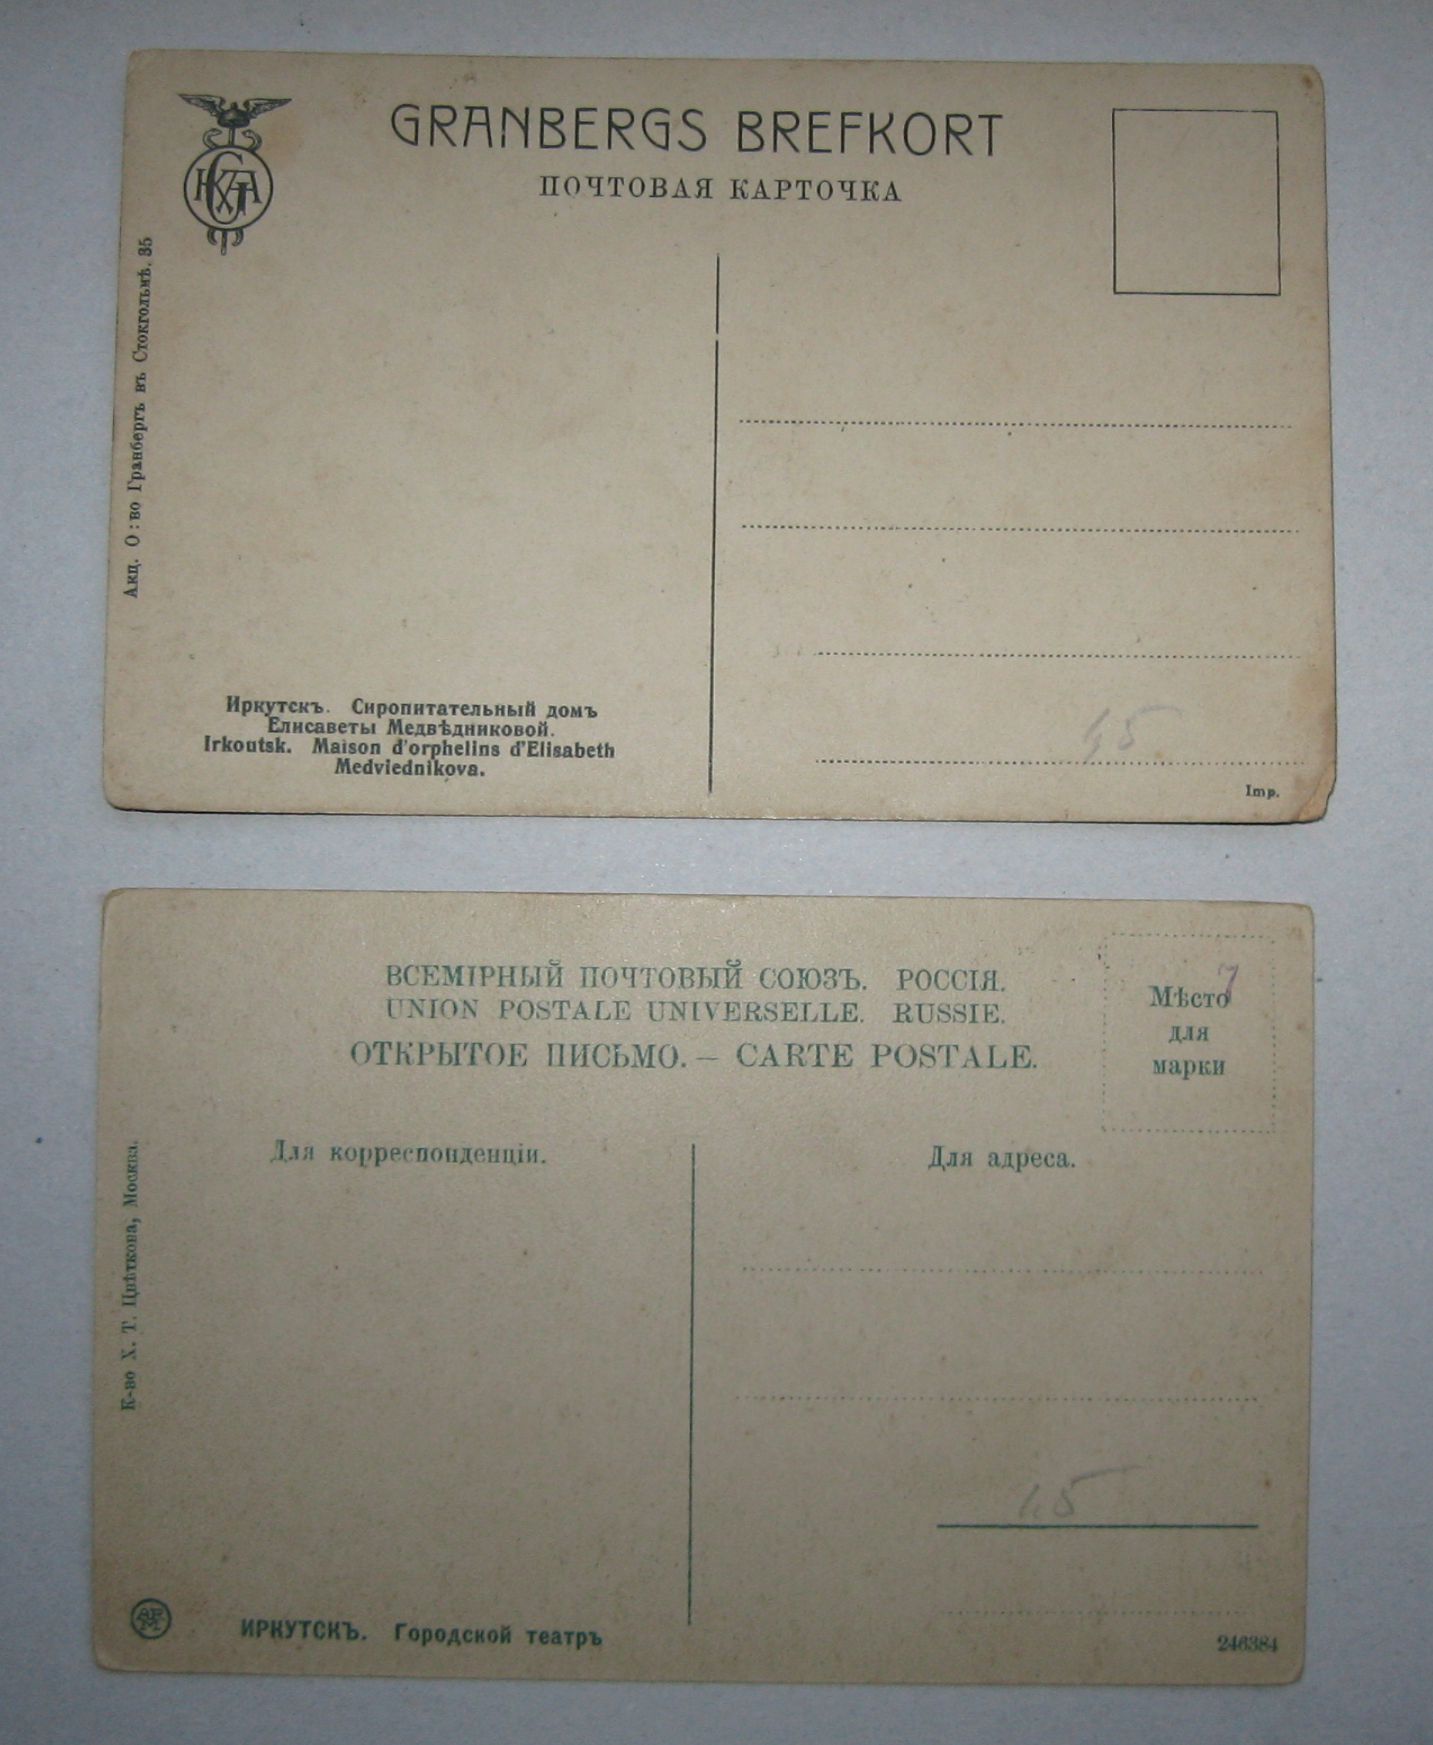 GRANBERGS BREFKORT
ПОЧТОВАЯ КАРТОЧКА
Акц. О:во Гранбергъ въ Стокгольмѣ. 35
Иркутскъ. Сиропитательный домъ
Елисаветы Медвѣдниковой.
Irkoutsk. Maison d'orphelins d'Elisabeth
Medviednikova.
45
Imp.
ВСЕМІРНЫЙ ПОЧТОВЫЙ СОЮЗЪ. РОССІЯ.
UNION POSTALE UNIVERSELLE. RUSSIE.
ОТКРЫТОЕ ПИСЬМО. – CARTE POSTALE.
7
Мѣсто
для
марки
Для корреспонденціи.
Для адреса.
К-во Х. Т. Цвѣткова, Москва.
45
ИРКУТСКЪ. Городской театръ
246384